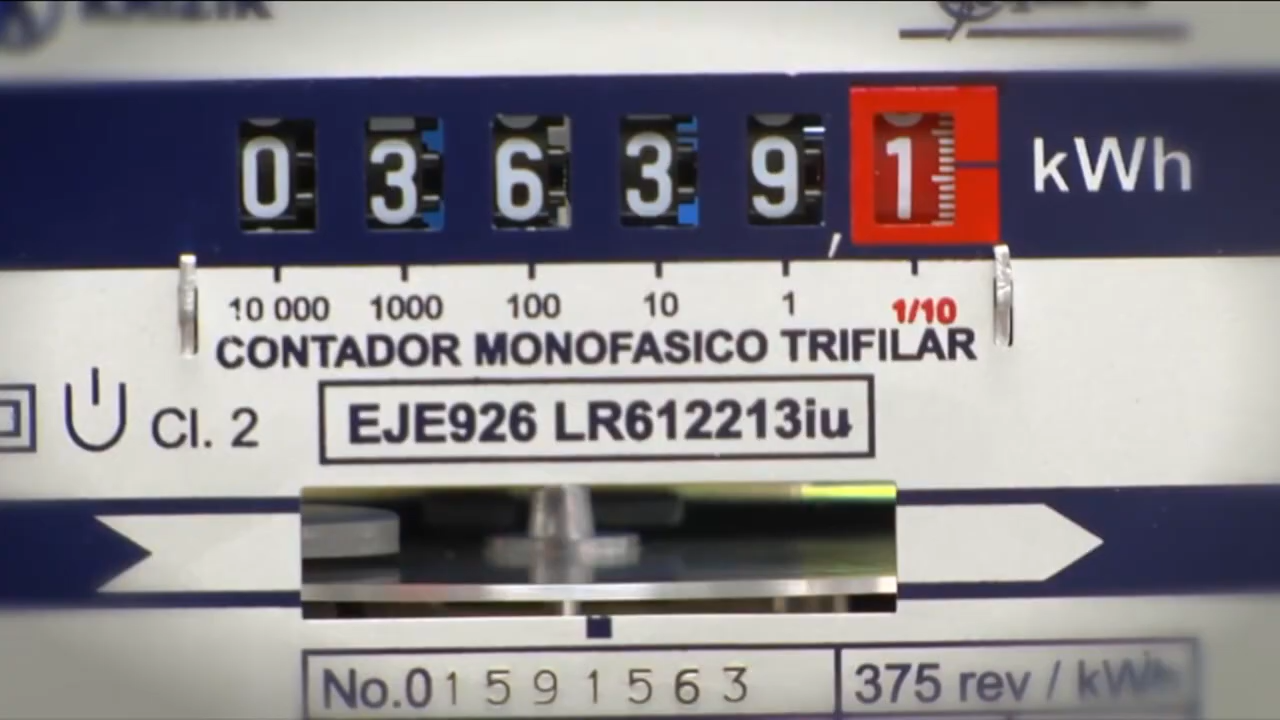 0 3 6 3 9 , 1 kWh
10 000 1000 100 10 1 1/10
CONTADOR MONOFASICO TRIFILAR
Cl. 2 EJE926 LR612213iu
No.01591563 375 rev / kWh